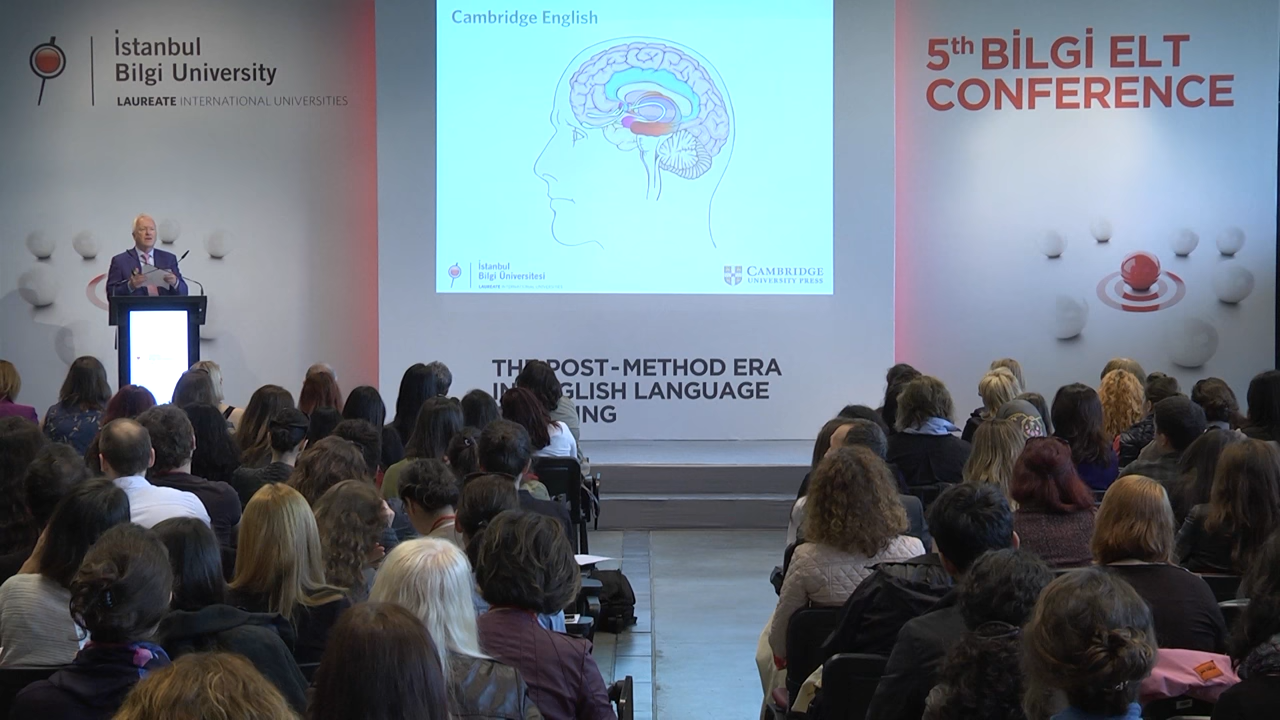 İstanbul
Bilgi University
LAUREATE INTERNATIONAL UNIVERSITIES
Cambridge English
İstanbul
Bilgi Üniversitesi
CAMBRIDGE
UNIVERSITY PRESS
5th BİLGİ ELT
CONFERENCE
THE POST-METHOD ERA
IN ENGLISH LANGUAGE